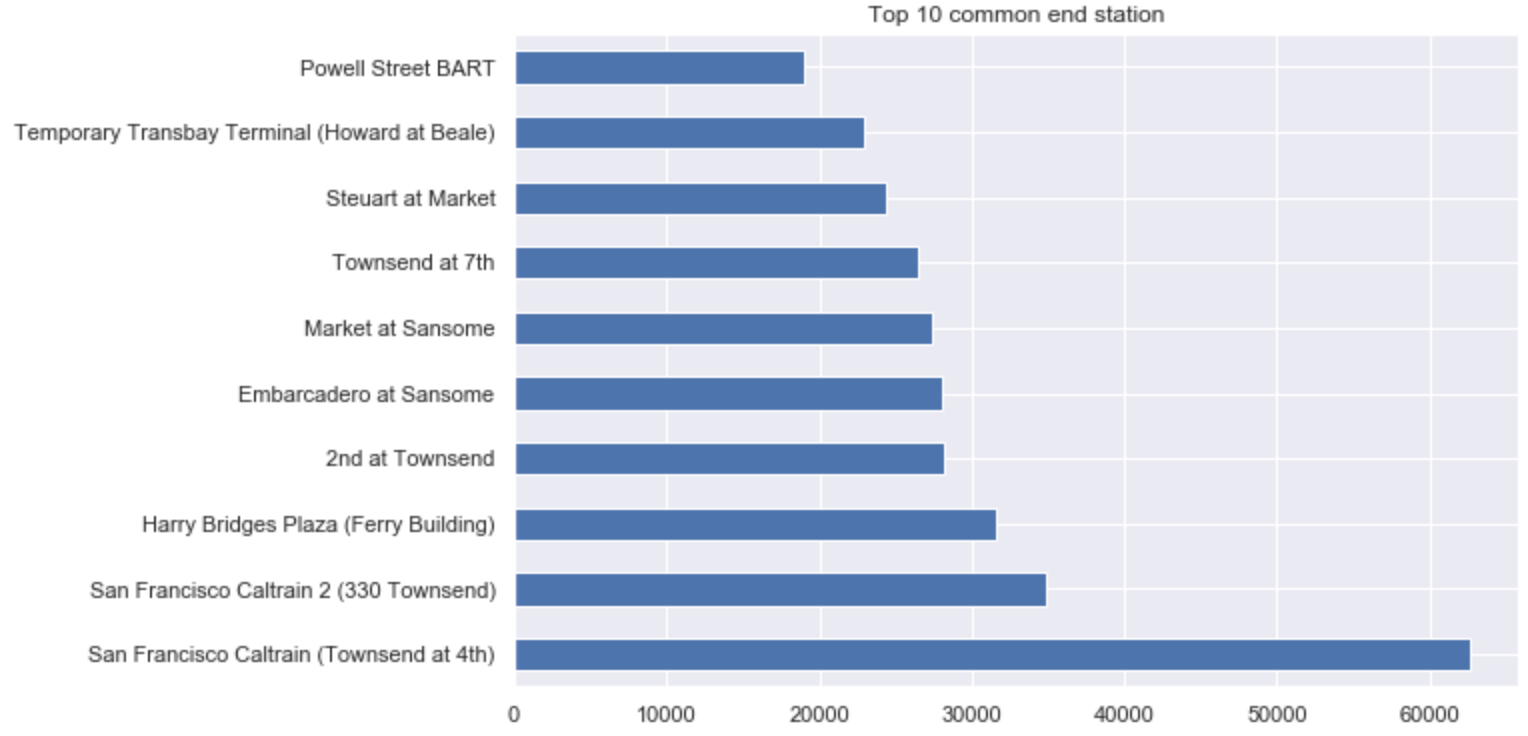 Top 10 common end station
Powell Street BART
Temporary Transbay Terminal (Howard at Beale)
Steuart at Market
Townsend at 7th
Market at Sansome
Embarcadero at Sansome
2nd at Townsend
Harry Bridges Plaza (Ferry Building)
San Francisco Caltrain 2 (330 Townsend)
San Francisco Caltrain (Townsend at 4th)
0 10000 20000 30000 40000 50000 60000